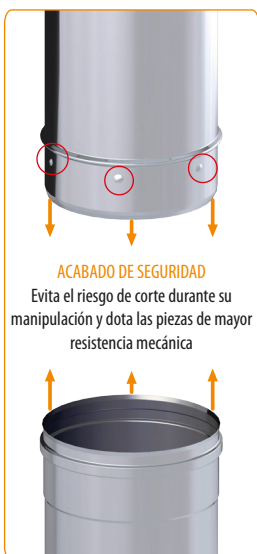 ACABADO DE SEGURIDAD
Evita el riesgo de corte durante su
manipulación y dota las piezas de mayor
resistencia mecánica